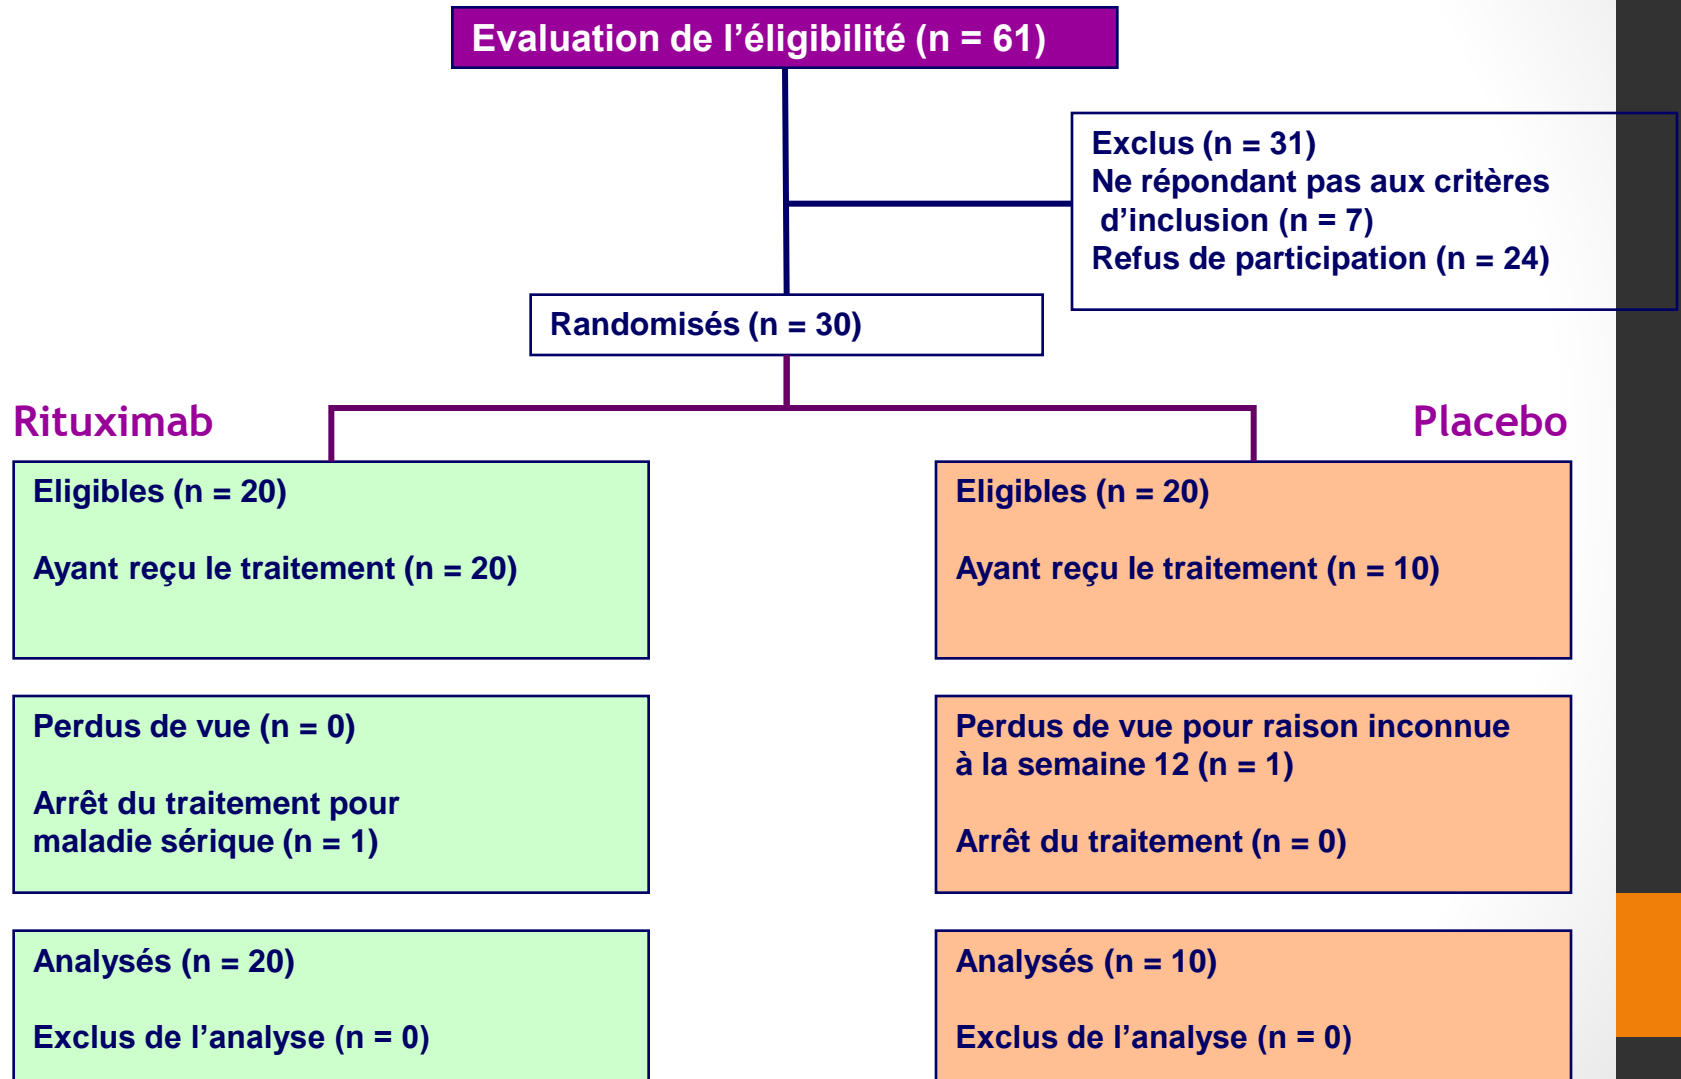 Evaluation de l’éligibilité (n = 61)
Exclus (n = 31)
Ne répondant pas aux critères
d’inclusion (n = 7)
Refus de participation (n = 24)
Randomisés (n = 30)
Rituximab
Placebo
Eligibles (n = 20)
Ayant reçu le traitement (n = 20)
Eligibles (n = 20)
Ayant reçu le traitement (n = 10)
Perdus de vue (n = 0)
Arrêt du traitement pour
maladie sérique (n = 1)
Perdus de vue pour raison inconnue
à la semaine 12 (n = 1)
Arrêt du traitement (n = 0)
Analysés (n = 20)
Exclus de l’analyse (n = 0)
Analysés (n = 10)
Exclus de l’analyse (n = 0)